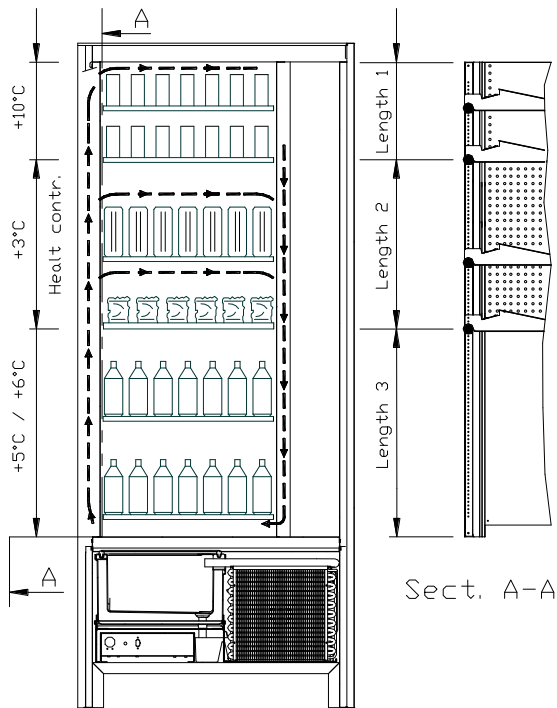 A
+10°C
Length 1
+3°C
Healt contr.
Length 2
+5°C / +6°C
Length 3
A
Sect. A-A